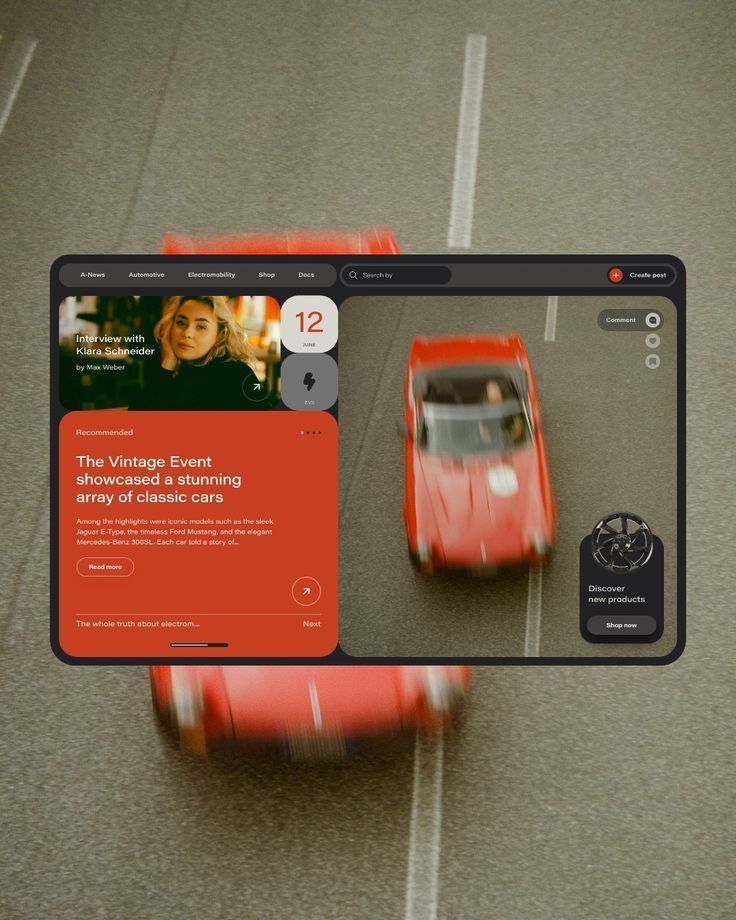 A-News Automotive Electromobility Shop Docs
Search by
Create post
Interview with
Klara Schneider
by Max Weber
12
JUNE
EVS
Comment
Recommended
The Vintage Event
showcased a stunning
array of classic cars
Among the highlights were iconic models such as the sleek
Jaguar E-Type, the timeless Ford Mustang, and the elegant
Mercedes-Benz 300SL. Each car told a story of...
Read more
The whole truth about electrom...
Next
Discover
new products
Shop now